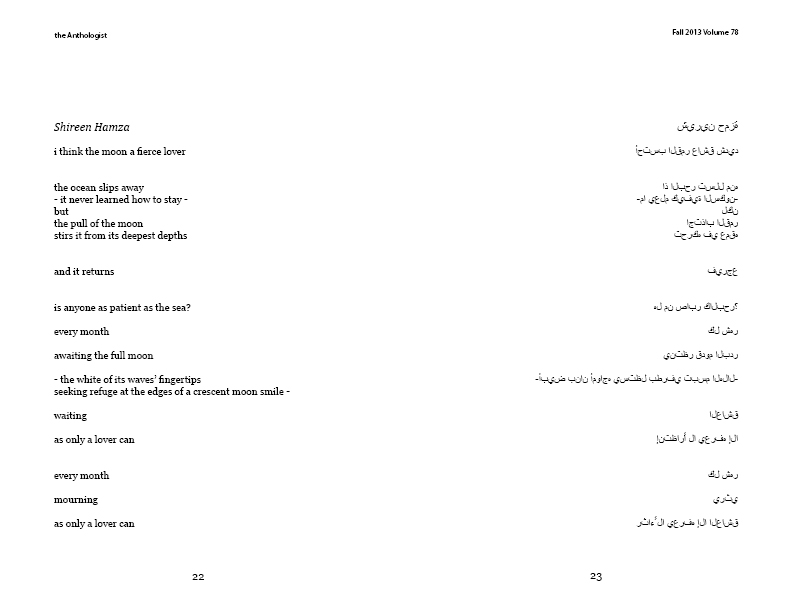 the Anthologist
Shireen Hamza
i think the moon a fierce lover
the ocean slips away
- it never learned how to stay -
but
the pull of the moon
stirs it from its deepest depths
and it returns
is anyone as patient as the sea?
every month
awaiting the full moon
- the white of its waves' fingertips
seeking refuge at the edges of a crescent moon smile -
waiting
as only a lover can
every month
mourning
as only a lover can
22
Fall 2013 Volume 78
شيرين حمزَة
أحتسب القمر عاشق شديد
اذ البحر تسلل منه
-ما يعلم كيفية السكون-
لكن
اجتذاب القمر
تحركه في عمقه
فيرجع
هل من صابر كالبحر؟
كل شهر
ينتظر قدوم البدر
-أبيض بنان أمواجه يستظل بطرفي تبسم الهلال-
العاشق
إنتظاراً لا يعرفه إلا
كل شهر
يرثي
رثاءً لا يعرفه إلا العاشق
23